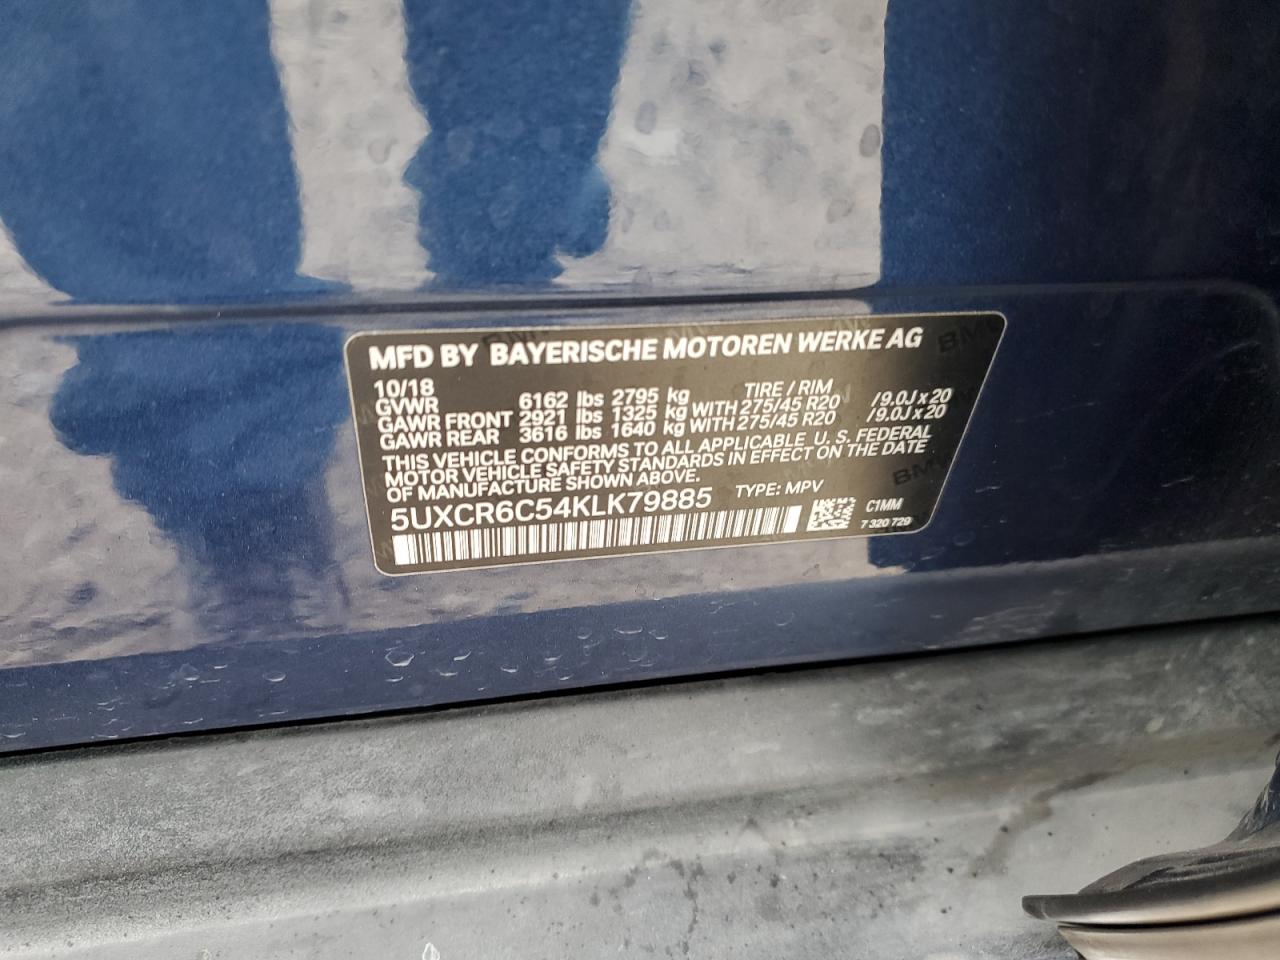 MFD BY BAYERISCHE MOTOREN WERKE AG
10/18 TIRE / RIM
GVWR 6162 lbs 2795 kg
GAWR FRONT 2921 lbs 1325 kg WITH 275/45 R20 /9.0J x 20
GAWR REAR 3616 lbs 1640 kg WITH 275/45 R20 /9.0J x 20
THIS VEHICLE CONFORMS TO ALL APPLICABLE U. S. FEDERAL
MOTOR VEHICLE SAFETY STANDARDS IN EFFECT ON THE DATE
OF MANUFACTURE SHOWN ABOVE.
5UXCR6C54KLK79885 TYPE: MPV
C1MM
7 320 729